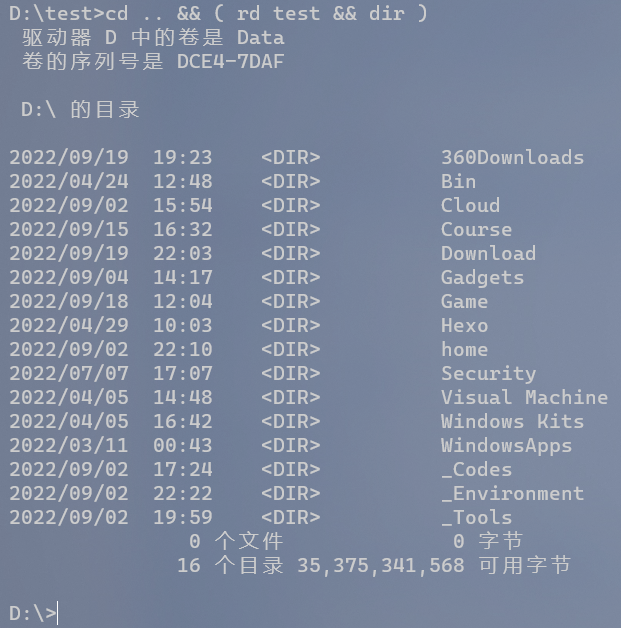 D:\test>cd .. && ( rd test && dir )
驱动器 D 中的卷是 Data
卷的序列号是 DCE4-7DAF
D:\ 的目录
2022/09/19  19:23    <DIR>          360Downloads
2022/04/24  12:48    <DIR>          Bin
2022/09/02  15:54    <DIR>          Cloud
2022/09/15  16:32    <DIR>          Course
2022/09/19  22:03    <DIR>          Download
2022/09/04  14:17    <DIR>          Gadgets
2022/09/18  12:04    <DIR>          Game
2022/04/29  10:03    <DIR>          Hexo
2022/09/02  22:10    <DIR>          home
2022/07/07  17:07    <DIR>          Security
2022/04/05  14:48    <DIR>          Visual Machine
2022/04/05  16:42    <DIR>          Windows Kits
2022/03/11  00:43    <DIR>          WindowsApps
2022/09/02  17:24    <DIR>          _Codes
2022/09/02  22:22    <DIR>          _Environment
2022/09/02  19:59    <DIR>          _Tools
0 个文件              0 字节
16 个目录 35,375,341,568 可用字节
D:\>